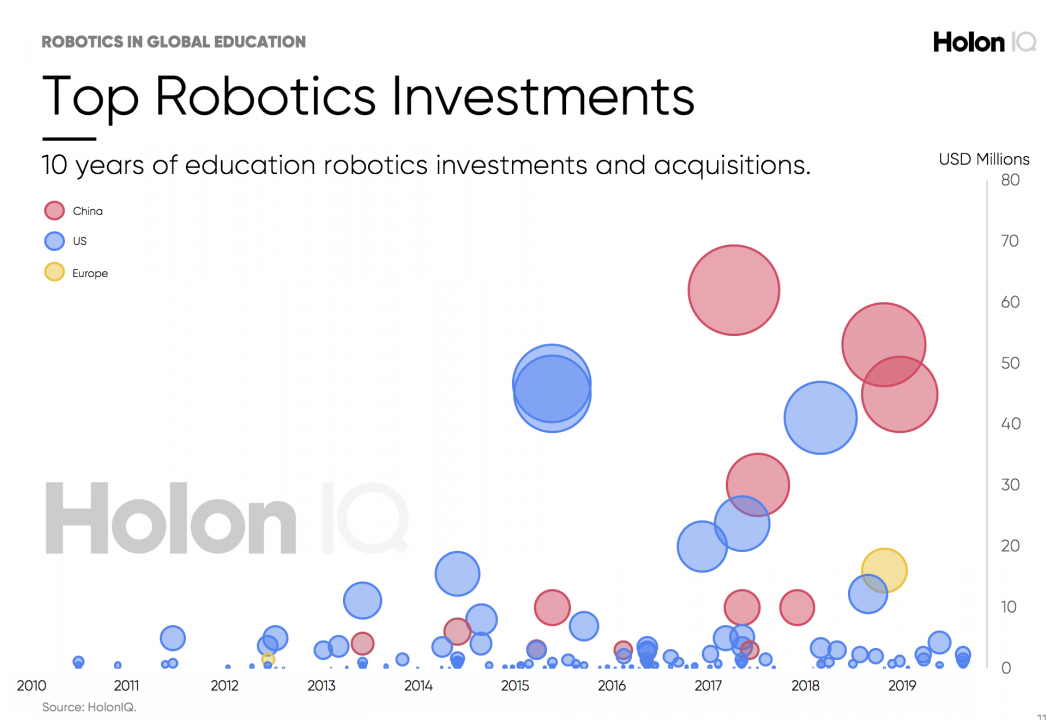 ROBOTICS IN GLOBAL EDUCATION
Holon IQ
Top Robotics Investments
10 years of education robotics investments and acquisitions.
USD Millions
China
US
Europe
80
70
60
50
40
30
20
10
0
Holon IQ
2010 2011 2012 2013 2014 2015 2016 2017 2018 2019
Source: HolonIQ.
11